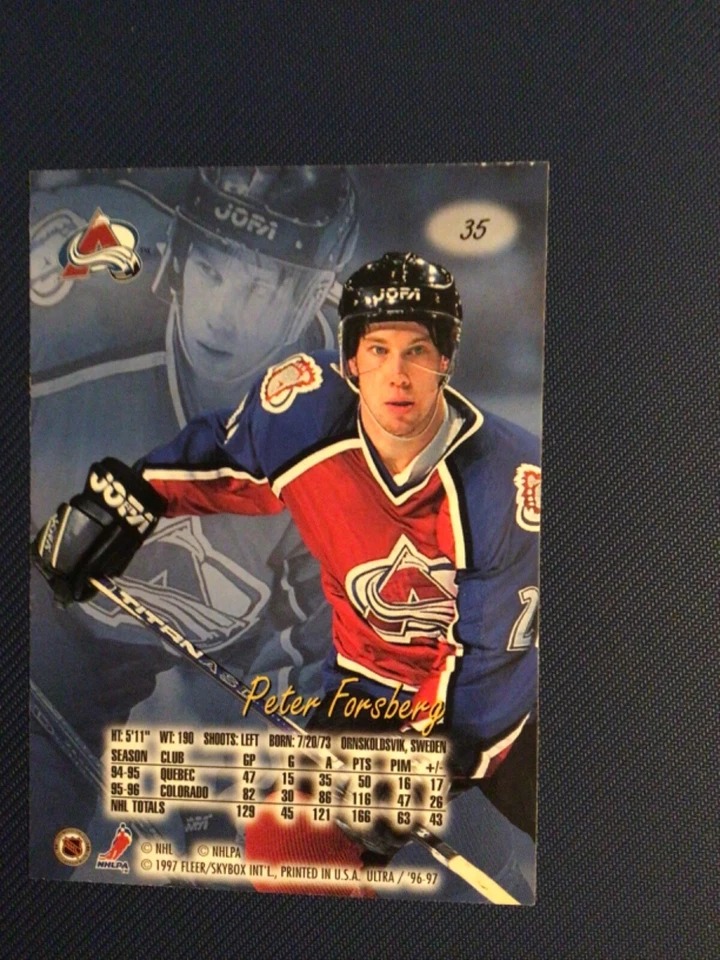 JOFA
35
JOFA
JOFA
TITAN
2
Peter Forsberg
HT: 5'11" WT: 190 SHOOTS: LEFT BORN: 7/20/73 ORNSKOLDSVIK, SWEDEN
SEASON CLUB GP G A PTS PIM +/-
94-95 QUEBEC 47 15 35 50 16 17
95-96 COLORADO 82 30 86 116 47 26
NHL TOTALS 129 45 121 166 63 43
© NHL © NHLPA
NHLPA
© 1997 FLEER/SKYBOX INT'L., PRINTED IN U.S.A. ULTRA / '96-97